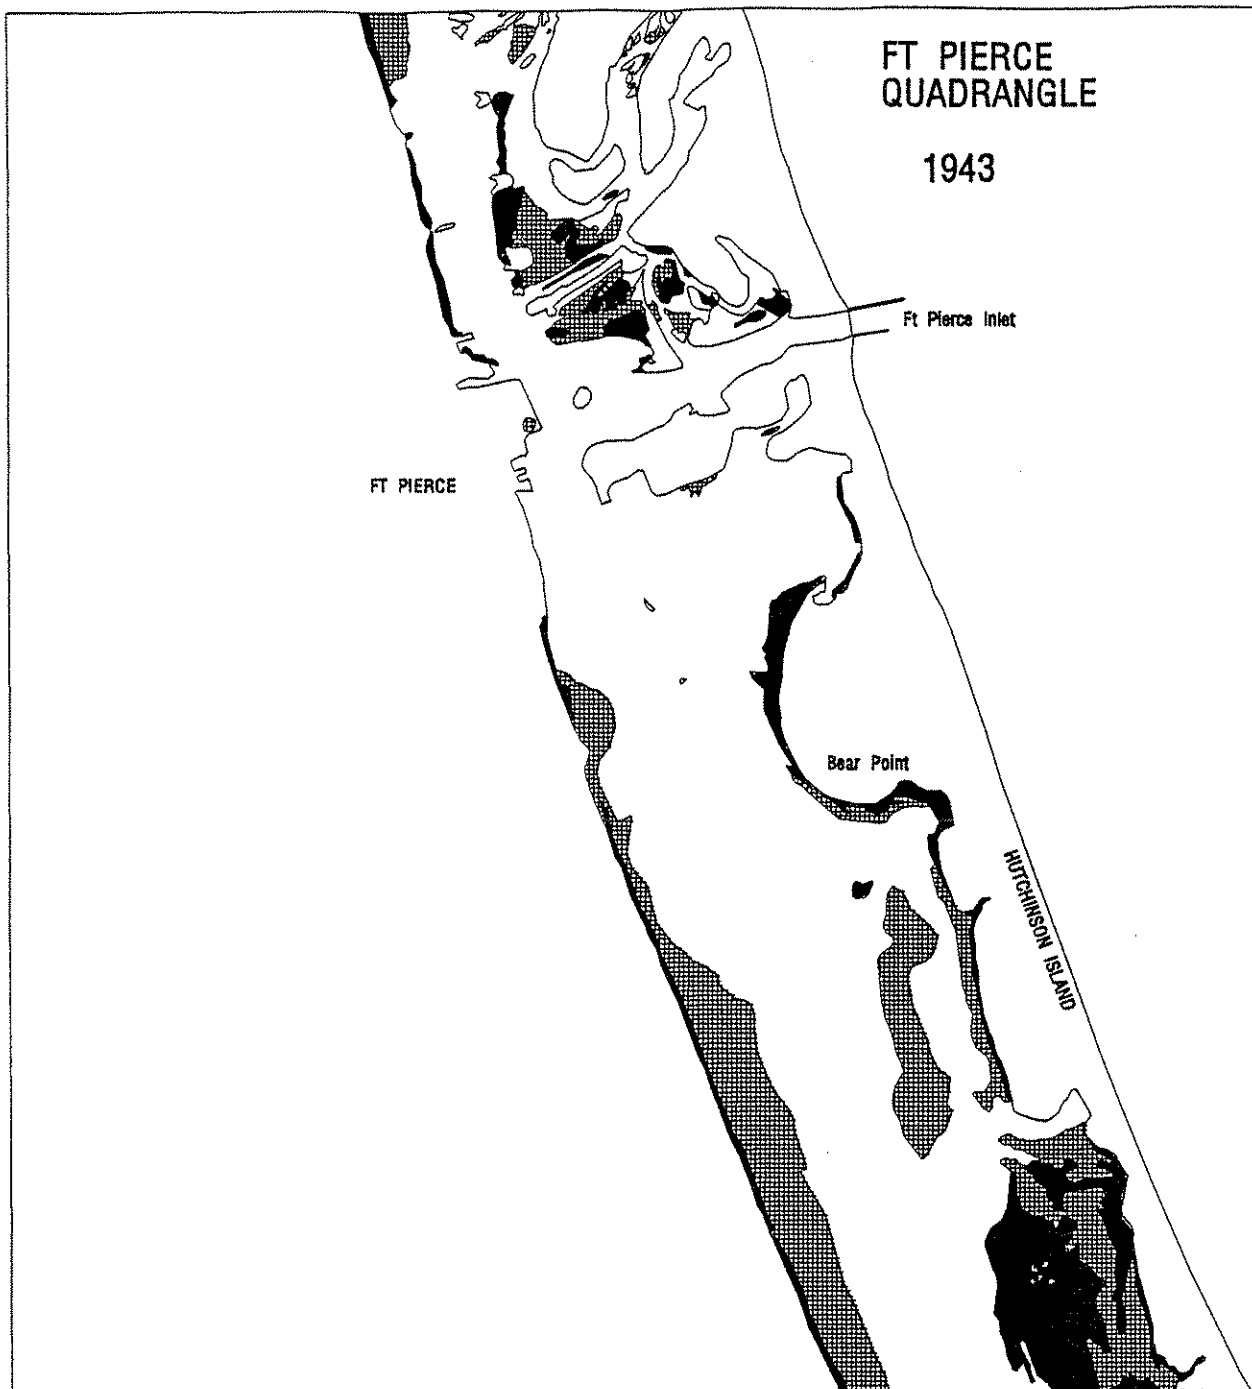 FT PIERCE
QUADRANGLE
1943
Ft Pierce Inlet
FT PIERCE
Bear Point
HUTCHINSON ISLAND